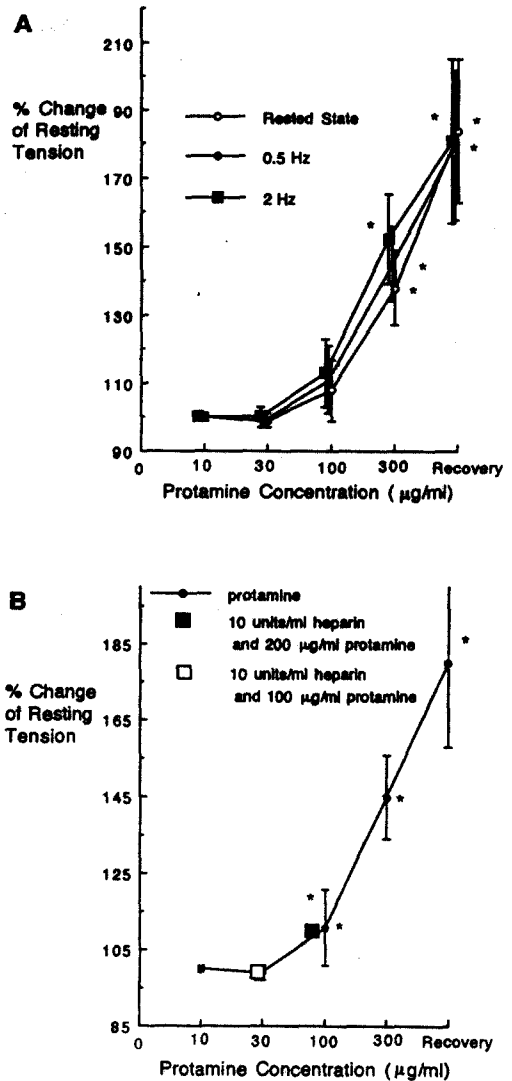 A
210
% Change
of Resting
Tension
90
170
150
130
110
90
Rested State
0.5 Hz
2 Hz
*
*
*
*
*
*
0
10
30
100
300
Recovery
Protamine Concentration ( μg/ml)
B
protamine
10 units/ml heparin
and 200 μg/ml protamine
10 units/ml heparin
and 100 μg/ml protamine
% Change
of Resting
Tension
185
165
145
125
105
85
*
*
*
*
0
10
30
100
300
Recovery
Protamine Concentration (μg/ml)